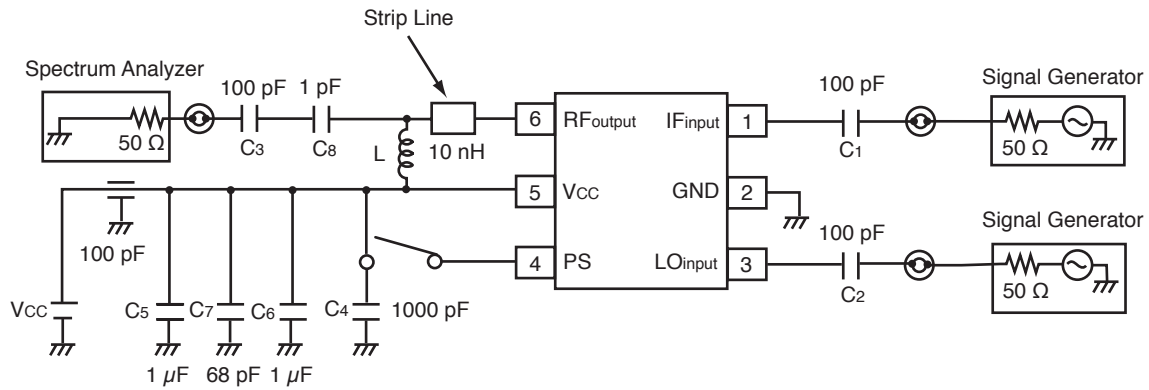 Strip Line
Spectrum Analyzer
100 pF
1 pF
50 Ω
C3
C8
L
10 nH
6
RFoutput
IFinput
1
100 pF
C1
Signal Generator
50 Ω
5
VCC
GND
2
100 pF
4
PS
LOinput
3
100 pF
C2
Signal Generator
50 Ω
VCC
C5
C7
C6
C4
1000 pF
1 µF
68 pF
1 µF